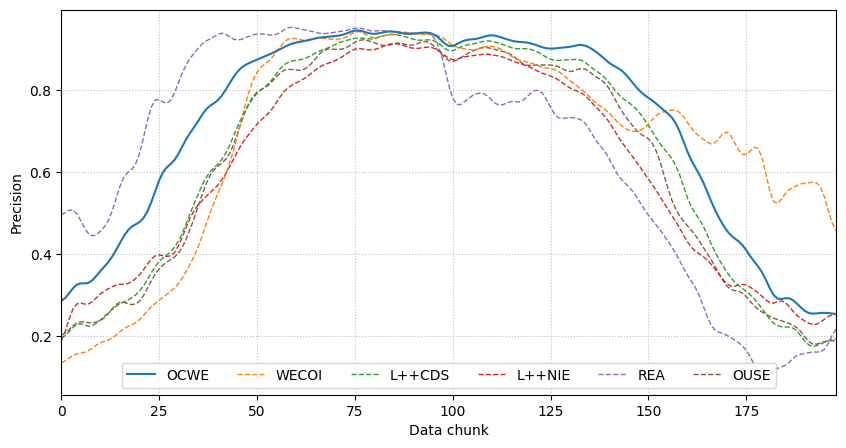 Precision
0.8
0.6
0.4
0.2
OCWE WECOI L++CDS L++NIE REA OUSE
0 25 50 75 100 125 150 175
Data chunk